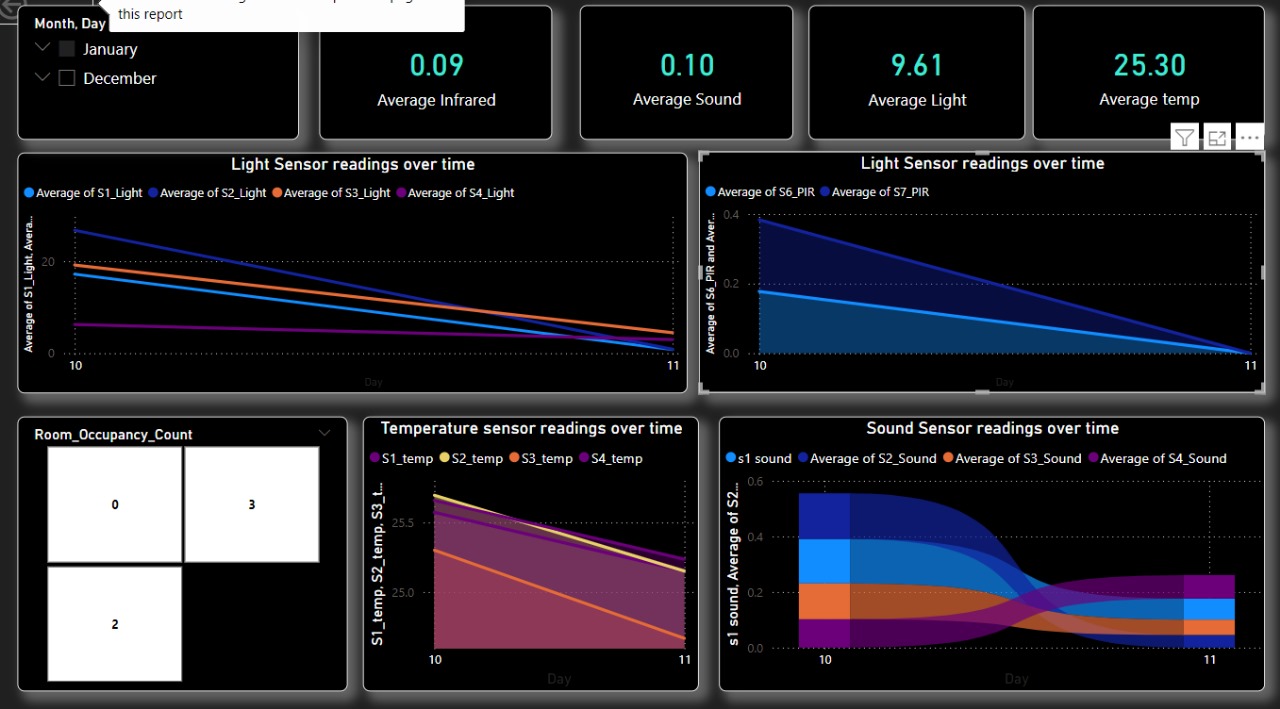 this report
Month, Day
January
December
0.09
Average Infrared
0.10
Average Sound
9.61
Average Light
25.30
Average temp
Light Sensor readings over time
Average of S1_Light Average of S2_Light Average of S3_Light Average of S4_Light
Average of S1_Light, Avera...
20
0
10 11
Day
Light Sensor readings over time
Average of S6_PIR Average of S7_PIR
Average of S6_PIR and Aver...
0.4
0.2
0.0
10 11
Day
Room_Occupancy_Count
0 3
2
Temperature sensor readings over time
S1_temp S2_temp S3_temp S4_temp
S1_temp, S2_temp, S3_t...
25.5
25.0
10 11
Day
Sound Sensor readings over time
s1 sound Average of S2_Sound Average of S3_Sound Average of S4_Sound
s1 sound, Average of S2...
0.6
0.4
0.2
0.0
10 11
Day